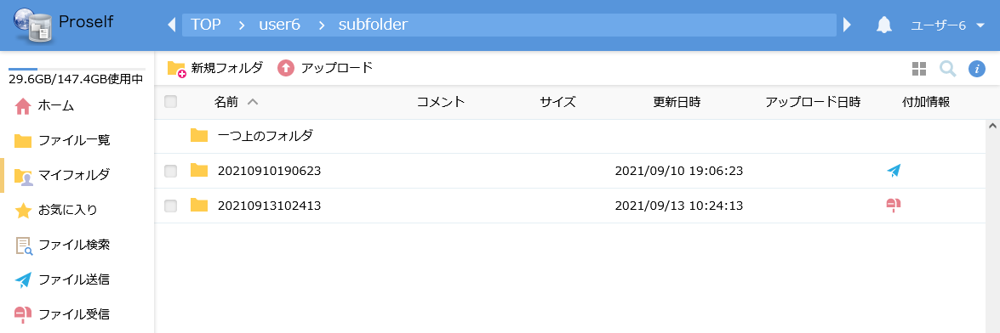 Proself
TOP > user6 > subfolder
ユーザー6
29.6GB/147.4GB使用中
ホーム
ファイル一覧
マイフォルダ
お気に入り
ファイル検索
ファイル送信
ファイル受信
新規フォルダ アップロード
名前 コメント サイズ 更新日時 アップロード日時 付加情報
一つ上のフォルダ
20210910190623 2021/09/10 19:06:23
20210913102413 2021/09/13 10:24:13